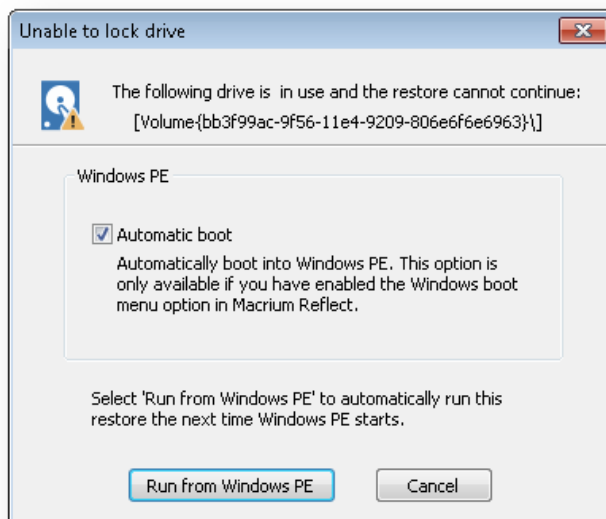 Unable to lock drive
The following drive is  in use and the restore cannot continue:
[Volume{bb3f99ac-9f56-11e4-9209-806e6f6e6963}\]
Windows PE
Automatic boot
Automatically boot into Windows PE. This option is
only available if you have enabled the Windows boot
menu option in Macrium Reflect.
Select 'Run from Windows PE' to automatically run this
restore the next time Windows PE starts.
Run from Windows PE
Cancel